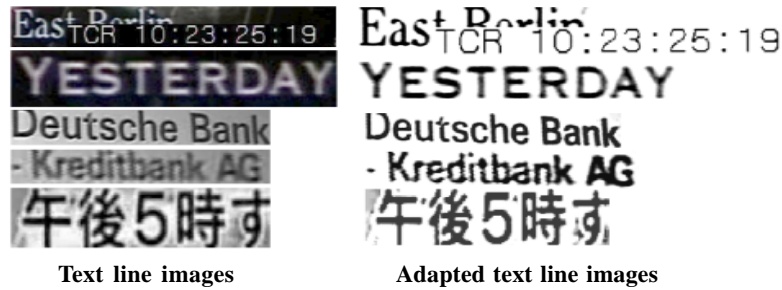 East Berlin East Berlin
TCR 10:23:25:19 TCR 10:23:25:19
YESTERDAY YESTERDAY
Deutsche Bank Deutsche Bank
- Kreditbank AG - Kreditbank AG
午後5時す 午後5時す
Text line images Adapted text line images